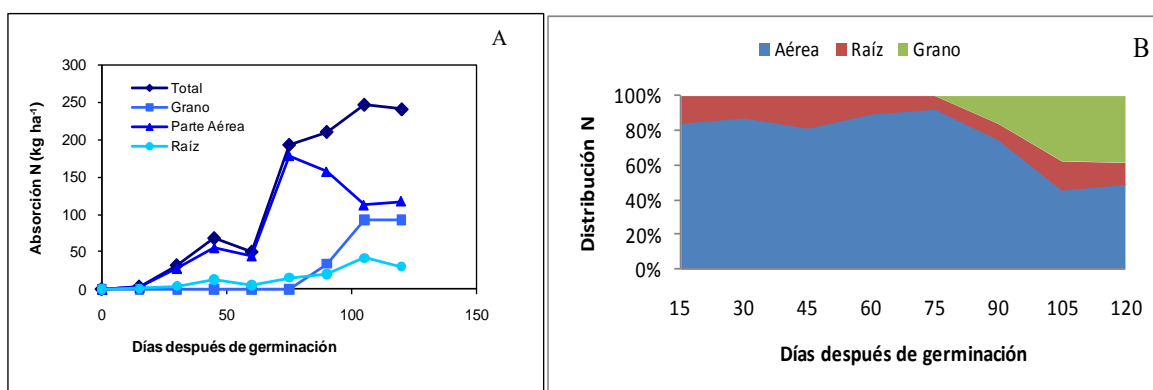 A
Absorción N (kg ha⁻¹)
300
250
200
150
100
50
0
Total
Grano
Parte Aérea
Raíz
0 50 100 150
Días después de germinación
B
Aérea Raíz Grano
Distribución N
100%
80%
60%
40%
20%
0%
15 30 45 60 75 90 105 120
Días después de germinación